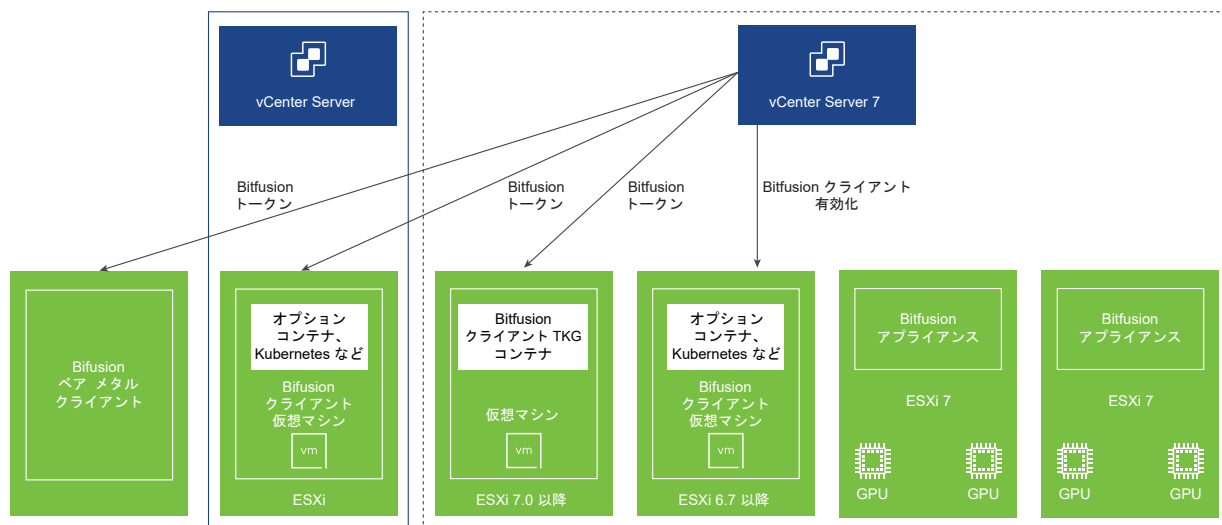 vCenter Server
vCenter Server 7
Bitfusion
トークン
Bitfusion
トークン
Bitfusion
トークン
Bitfusion クライアント
有効化
Bifusion
ベア メタル
クライアント
オプション
コンテナ、
Kubernetes など
Bifusion
クライアント
仮想マシン
vm
ESXi
Bitfusion
クライアント TKG
コンテナ
仮想マシン
vm
ESXi 7.0 以降
オプション
コンテナ、
Kubernetes など
Bifusion
クライアント
仮想マシン
vm
ESXi 6.7 以降
Bitfusion
アプライアンス
ESXi 7
GPU
GPU
Bitfusion
アプライアンス
ESXi 7
GPU
GPU